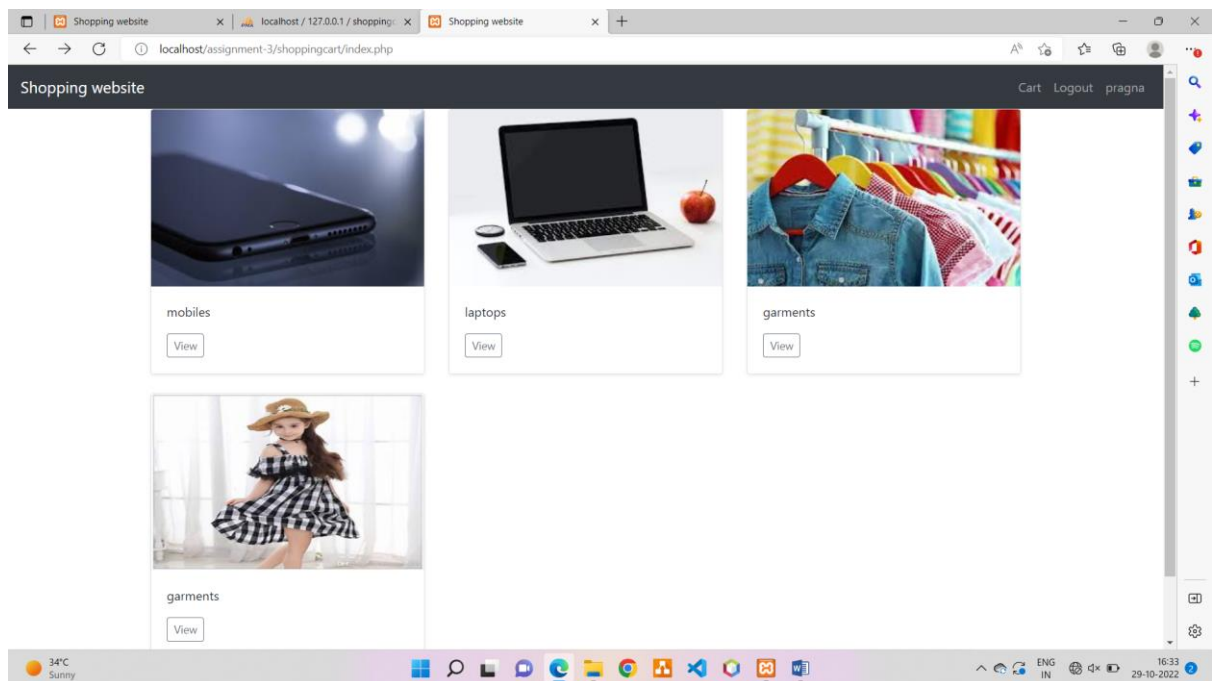 Shopping website
localhost / 127.0.0.1 / shopping
Shopping website
localhost/assignment-3/shoppingcart/index.php
Shopping website
Cart Logout pragna
mobiles
laptops
garments
View
View
View
garments
View
34°C
Sunny
ENG
IN
16:33
29-10-2022
2